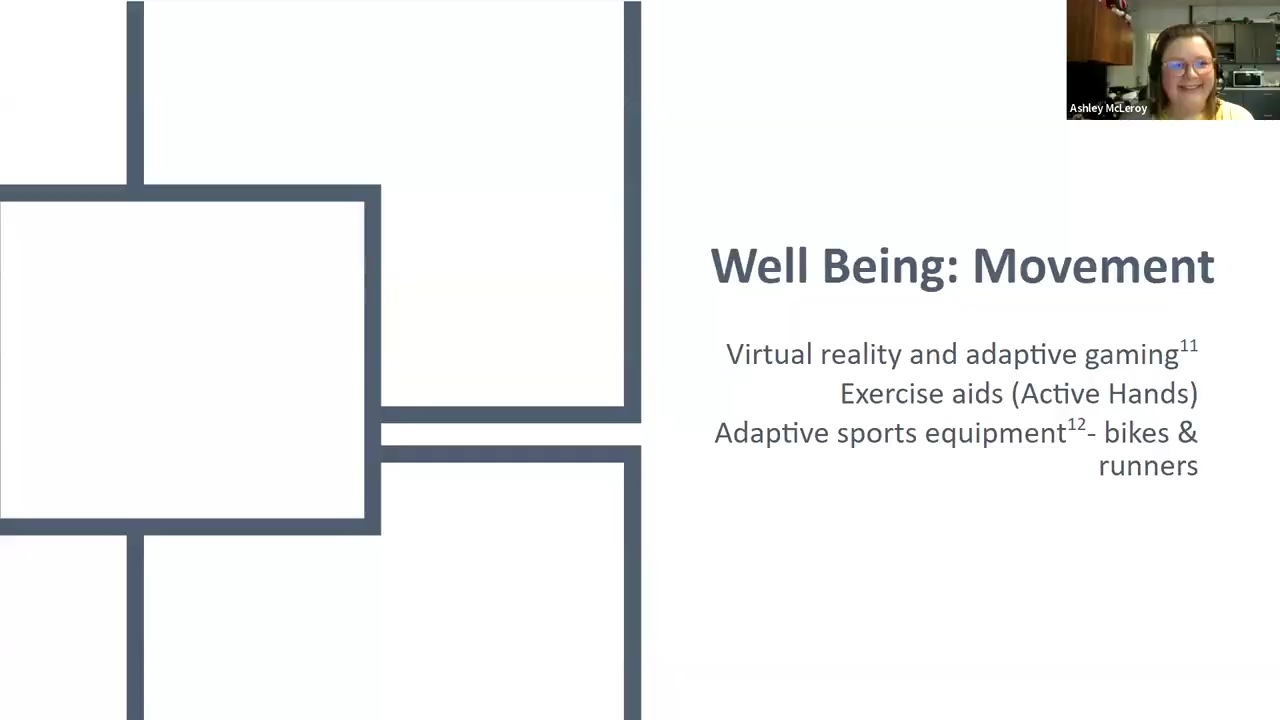 Ashley McLeroy
Well Being: Movement
Virtual reality and adaptive gaming11
Exercise aids (Active Hands)
Adaptive sports equipment12- bikes &
runners